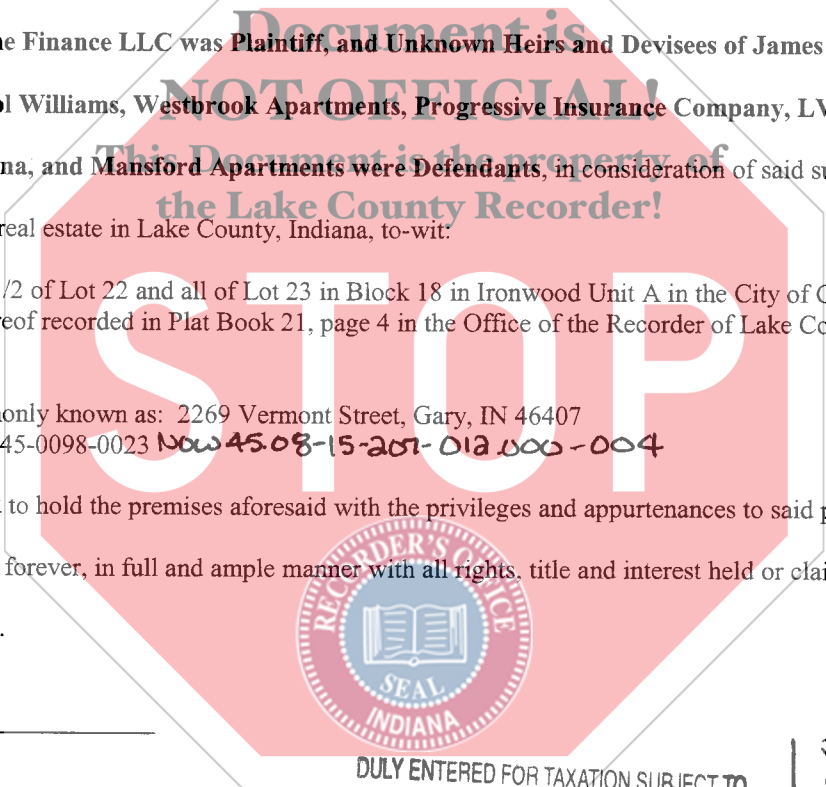 Document is
e Finance LLC was Plaintiff, and Unknown Heirs and Devisees of James
NOT OFFICIAL!
l Williams, Westbrook Apartments, Progressive Insurance Company, LV
This Document is the property of
na, and Mansford Apartments were Defendants, in consideration of said su
the Lake County Recorder!
real estate in Lake County, Indiana, to-wit:
/2 of Lot 22 and all of Lot 23 in Block 18 in Ironwood Unit A in the City of G
reof recorded in Plat Book 21, page 4 in the Office of the Recorder of Lake Co
STOP
only known as: 2269 Vermont Street, Gary, IN 46407
45-0098-0023 Now 45.08-15-207-012.000-004
to hold the premises aforesaid with the privileges and appurtenances to said p
forever, in full and ample manner with all rights, title and interest held or clai
RECORDER'S OFFICE
SEAL
INDIANA
DULY ENTERED FOR TAXATION SUBJECT TO